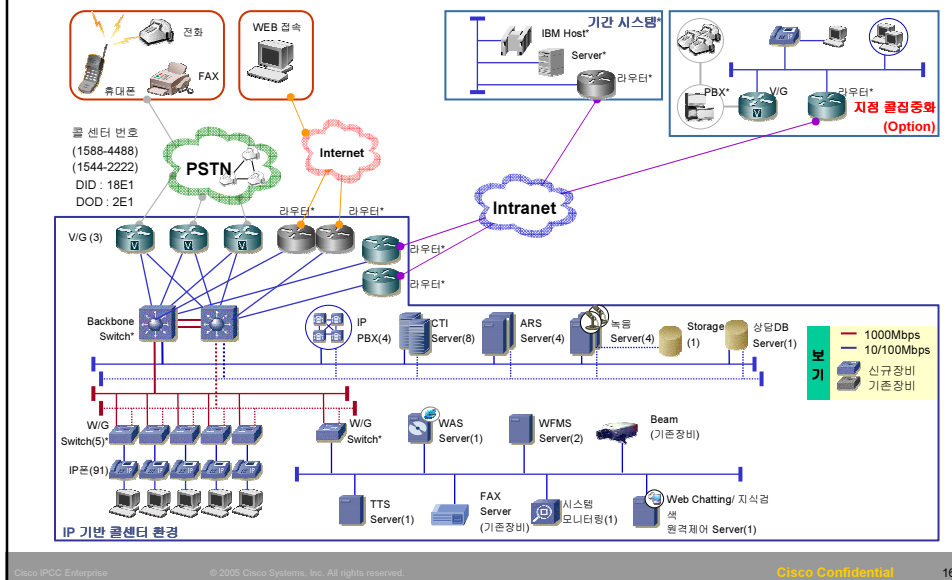 전화
휴대폰
FAX
WEB 접속
기간 시스템*
IBM Host*
Server*
라우터*
PBX*
V/G
라우터*
지점 콜집중화
(Option)
콜 센터 번호
(1588-4488)
(1544-2222)
DID : 18E1
DOD : 2E1
PSTN
Internet
Intranet
V/G (3)
라우터*
라우터*
라우터*
라우터*
V
V
V
V
Backbone
Switch*
IP
PBX(4)
CTI
Server(8)
ARS
Server(4)
녹음
Server(4)
Storage
(1)
상담DB
Server(1)
보
기
1000Mbps
10/100Mbps
신규장비
기존장비
W/G
Switch(5)*
W/G
Switch*
WAS
Server(1)
WFMS
Server(2)
Beam
(기존장비)
IP폰(91)
IP
IP
IP
IP
IP
TTS
Server(1)
FAX
Server
(기존장비)
시스템
모니터링(1)
Web Chatting/ 지식검
색
원격제어 Server(1)
IP 기반 콜센터 환경
Cisco IPCC Enterprise
© 2005 Cisco Systems, Inc. All rights reserved.
Cisco Confidential
16